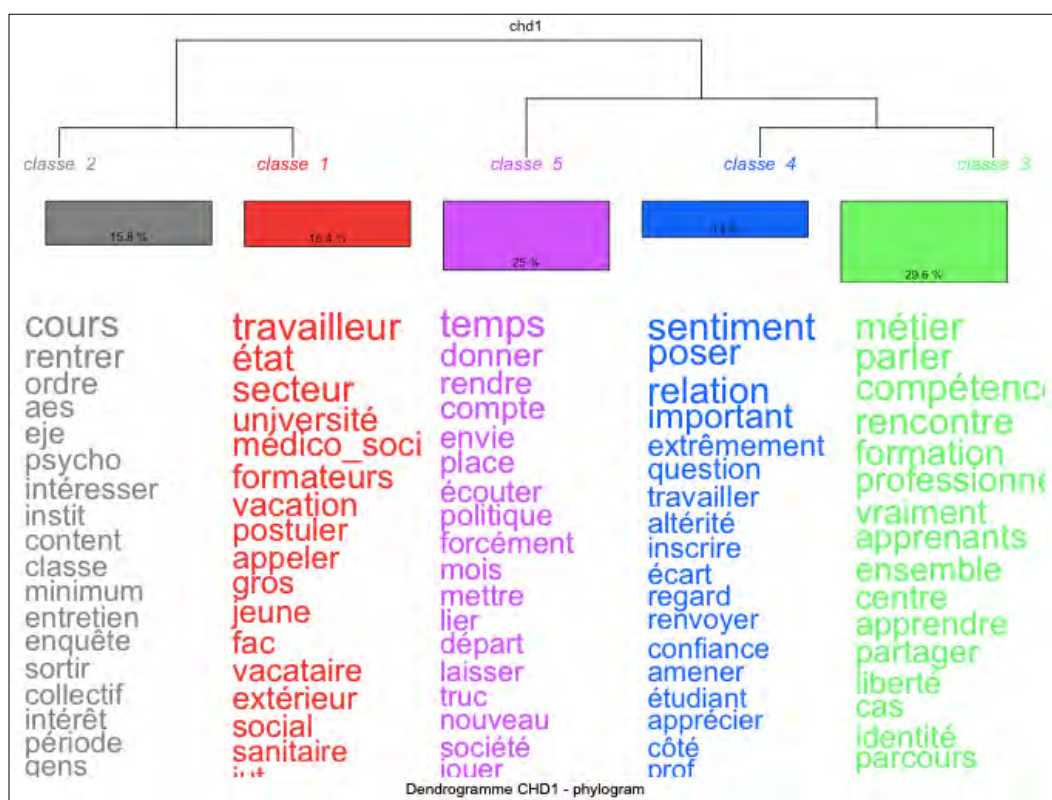 chd1
classe 2
classe 1
classe 5
classe 4
classe 3
15.8 %
16.4 %
25 %
29.6 %
cours
rentrer
ordre
aes
eje
psycho
intéresser
instit
content
classe
minimum
entretien
enquête
sortir
collectif
intérêt
période
gens
travailleur
état
secteur
université
médico_soci
formateurs
vacation
postuler
appeler
gros
jeune
fac
vacataire
extérieur
social
sanitaire
iut
temps
donner
rendre
compte
envie
place
écouter
politique
forcément
mois
mettre
lier
départ
laisser
truc
nouveau
société
jouer
sentiment
poser
relation
important
extrêmement
question
travailler
altérité
inscrire
écart
regard
renvoyer
confiance
amener
étudiant
apprécier
côté
prof
métier
parler
compétence
rencontre
formation
professionne
vraiment
apprenants
ensemble
centre
apprendre
partager
liberté
cas
identité
parcours
Dendrogramme CHD1 - phylogram